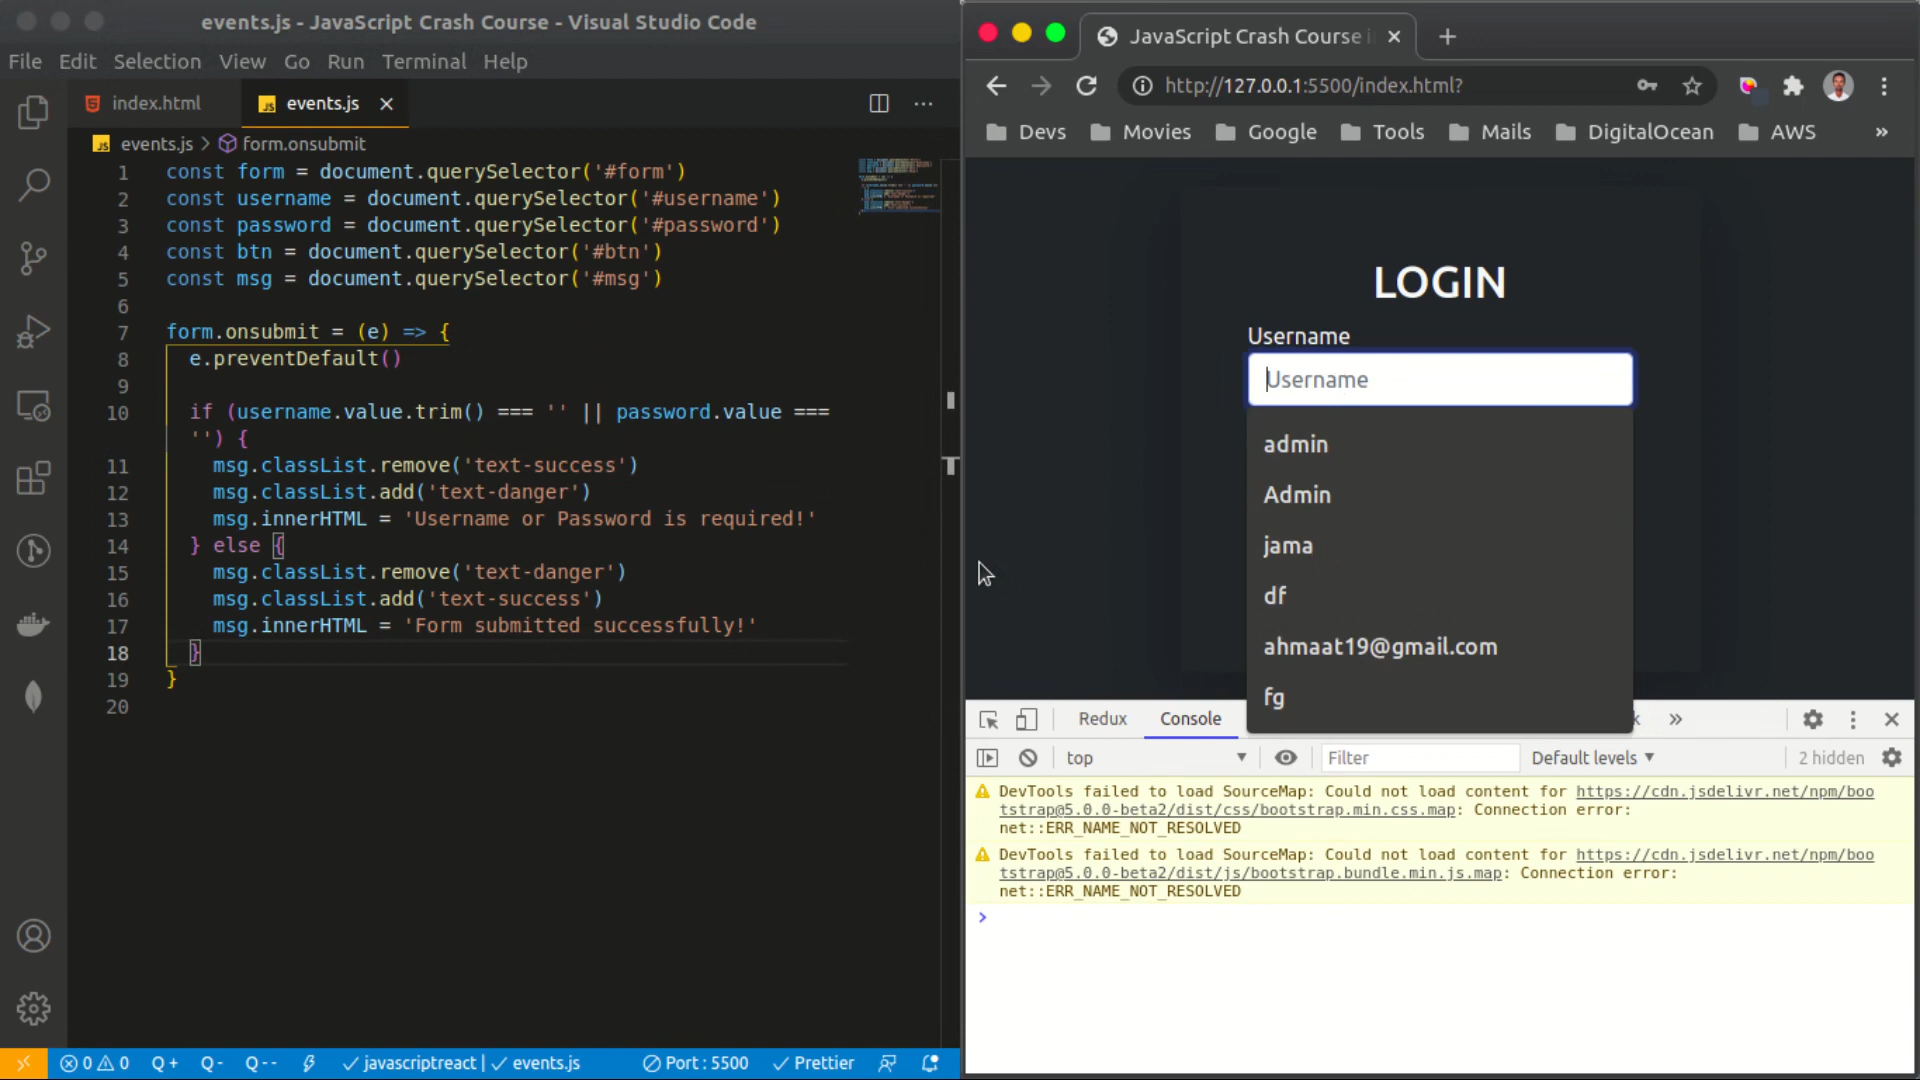 events.js - JavaScript Crash Course - Visual Studio Code
File Edit Selection View Go Run Terminal Help
index.html
JS events.js
JS events.js > form.onsubmit
1 const form = document.querySelector('#form')
2 const username = document.querySelector('#username')
3 const password = document.querySelector('#password')
4 const btn = document.querySelector('#btn')
5 const msg = document.querySelector('#msg')
6
7 form.onsubmit = (e) => {
8 e.preventDefault()
9
10 if (username.value.trim() === '' || password.value ===
'') {
11 msg.classList.remove('text-success')
12 msg.classList.add('text-danger')
13 msg.innerHTML = 'Username or Password is required!'
14 } else {
15 msg.classList.remove('text-danger')
16 msg.classList.add('text-success')
17 msg.innerHTML = 'Form submitted successfully!'
18 }
19 }
20
0 0 Q+ Q- Q-- javascriptreact | events.js Port : 5500 Prettier
JavaScript Crash Course i
http://127.0.0.1:5500/index.html?
Devs Movies Google Tools Mails DigitalOcean AWS »
LOGIN
Username
Username
admin
Admin
jama
df
ahmaat19@gmail.com
fg
Redux Console k »
top Filter Default levels 2 hidden
DevTools failed to load SourceMap: Could not load content for https://cdn.jsdelivr.net/npm/boo
tstrap@5.0.0-beta2/dist/css/bootstrap.min.css.map: Connection error:
net::ERR_NAME_NOT_RESOLVED
DevTools failed to load SourceMap: Could not load content for https://cdn.jsdelivr.net/npm/boo
tstrap@5.0.0-beta2/dist/js/bootstrap.bundle.min.js.map: Connection error:
net::ERR_NAME_NOT_RESOLVED
>